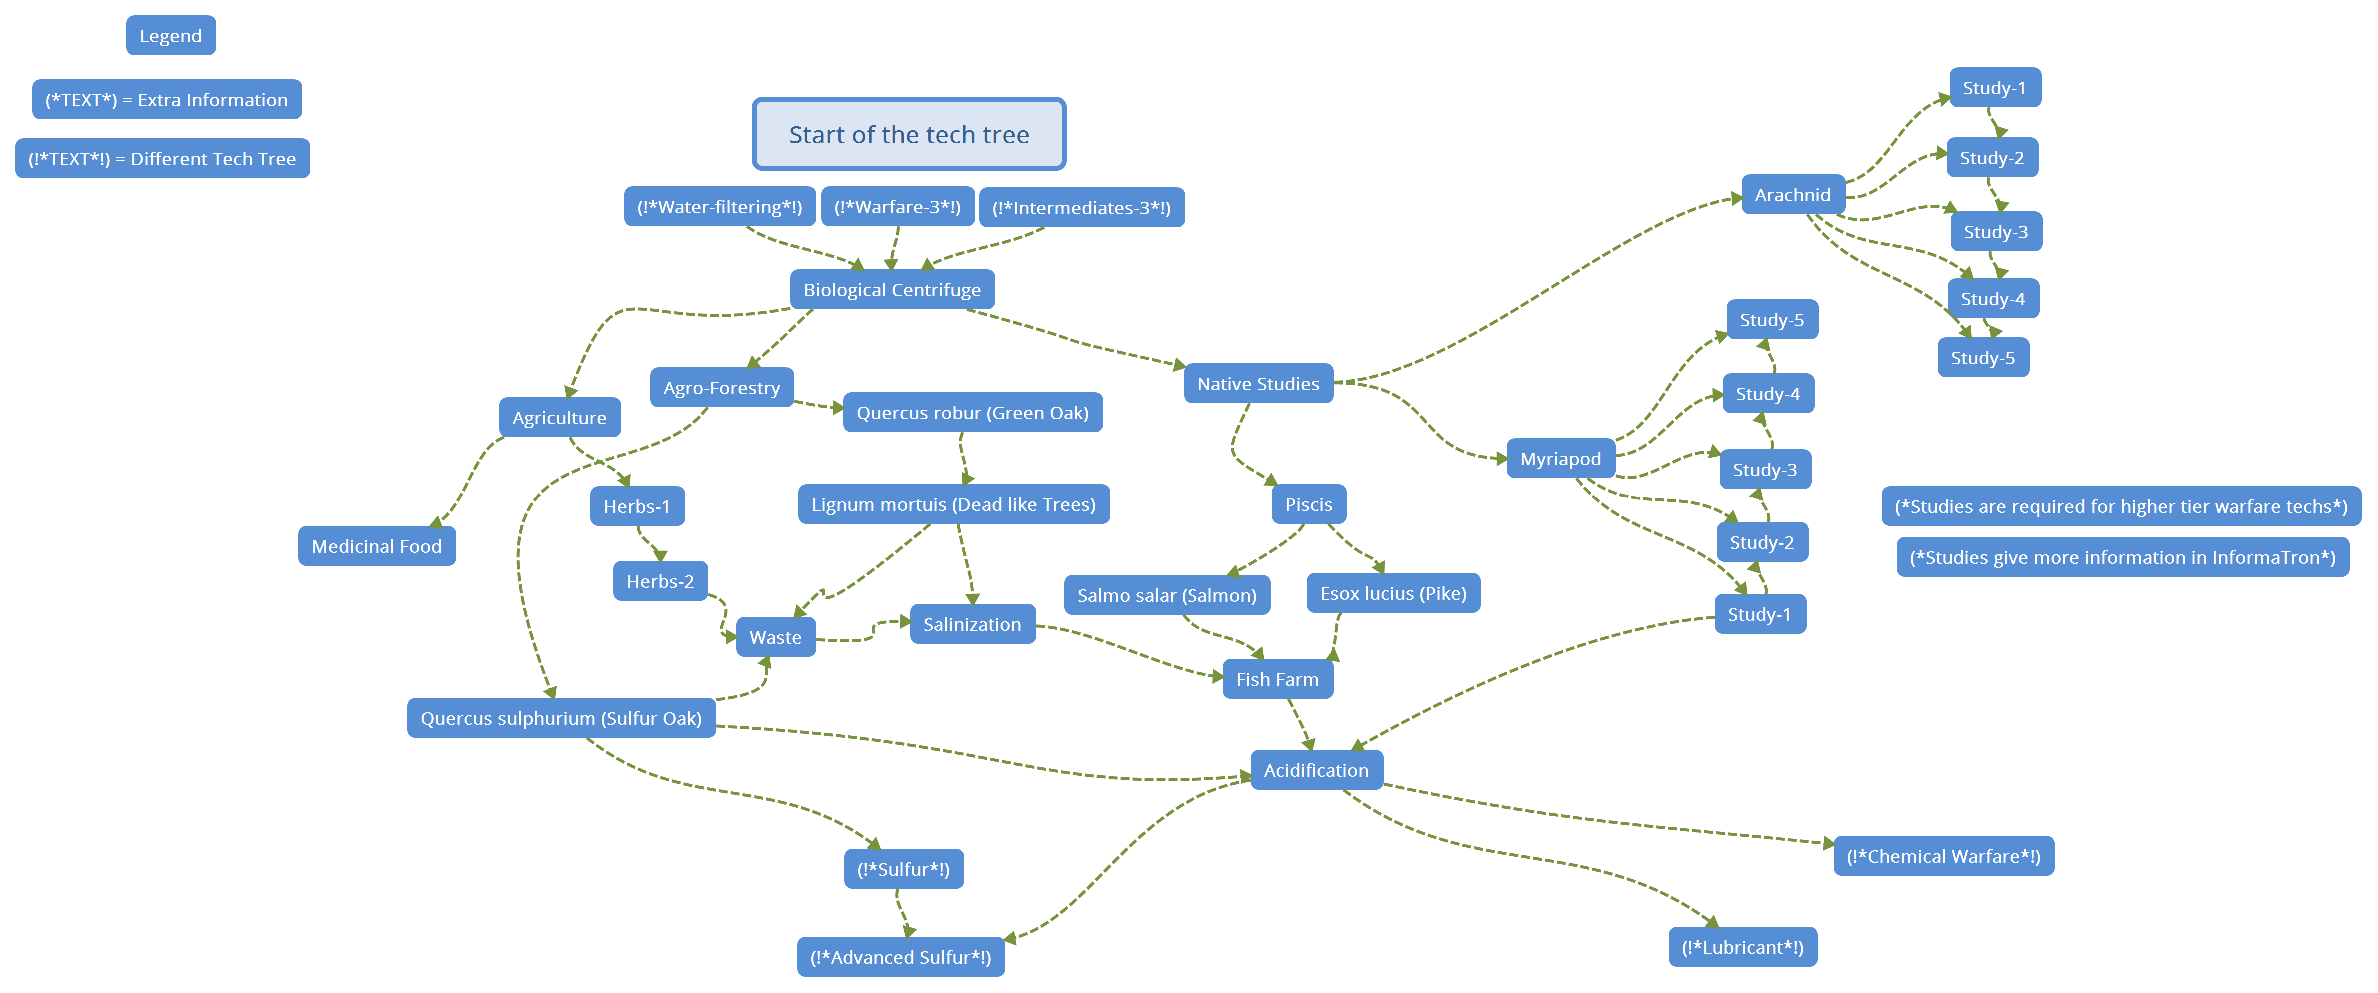 Legend
(*TEXT*) = Extra Information
(!*TEXT*!) = Different Tech Tree
Start of the tech tree
(!*Water-filtering*!)
(!*Warfare-3*!)
(!*Intermediates-3*!)
Biological Centrifuge
Agriculture
Agro-Forestry
Quercus robur (Green Oak)
Native Studies
Medicinal Food
Herbs-1
Herbs-2
Lignum mortuis (Dead like Trees)
Waste
Salinization
Quercus sulphurium (Sulfur Oak)
Piscis
Salmo salar (Salmon)
Esox lucius (Pike)
Fish Farm
Acidification
(!*Sulfur*!)
(!*Advanced Sulfur*!)
Arachnid
Study-1
Study-2
Study-3
Study-4
Study-5
Myriapod
Study-5
Study-4
Study-3
Study-2
Study-1
(*Studies are required for higher tier warfare techs*)
(*Studies give more information in InformaTron*)
(!*Chemical Warfare*!)
(!*Lubricant*!)